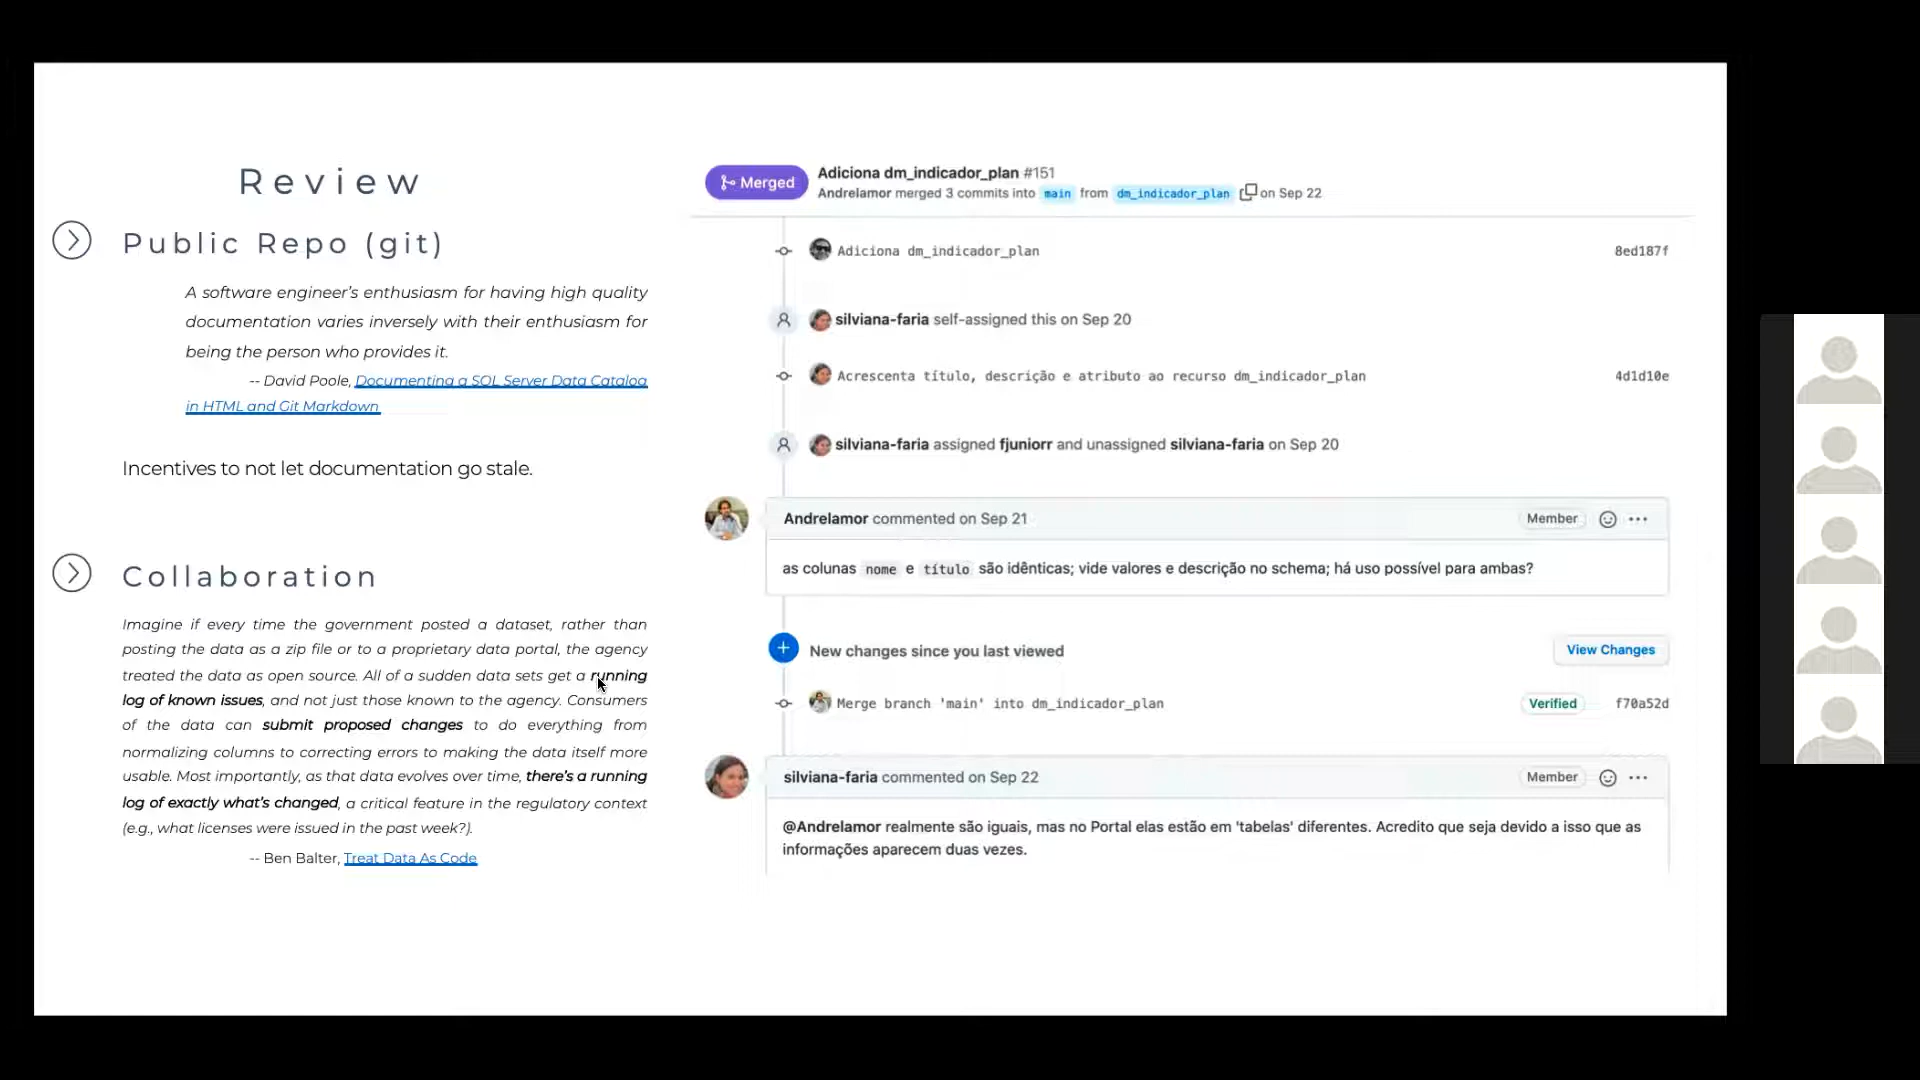 Review
Public Repo (git)
A software engineer's enthusiasm for having high quality
documentation varies inversely with their enthusiasm for
being the person who provides it.
-- David Poole, Documenting a SQL Server Data Catalog
in HTML and Git Markdown
Incentives to not let documentation go stale.
Collaboration
Imagine if every time the government posted a dataset, rather than
posting the data as a zip file or to a proprietary data portal, the agency
treated the data as open source. All of a sudden data sets get a running
log of known issues, and not just those known to the agency. Consumers
of the data can submit proposed changes to do everything from
normalizing columns to correcting errors to making the data itself more
usable. Most importantly, as that data evolves over time, there's a running
log of exactly what's changed, a critical feature in the regulatory context
(e.g., what licenses were issued in the past week?).
-- Ben Balter, Treat Data As Code
Merged
Adiciona dm_indicador_plan #151
Andrelamor merged 3 commits into main from dm_indicador_plan on Sep 22
Adiciona dm_indicador_plan 8ed187f
silviana-faria self-assigned this on Sep 20
Acrescenta título, descrição e atributo ao recurso dm_indicador_plan 4d1d10e
silviana-faria assigned fjuniorr and unassigned silviana-faria on Sep 20
Andrelamor commented on Sep 21 Member
as colunas nome e título são idênticas; vide valores e descrição no schema; há uso possível para ambas?
New changes since you last viewed View Changes
Merge branch 'main' into dm_indicador_plan Verified f70a52d
silviana-faria commented on Sep 22 Member
@Andrelamor realmente são iguais, mas no Portal elas estão em 'tabelas' diferentes. Acredito que seja devido a isso que as
informações aparecem duas vezes.